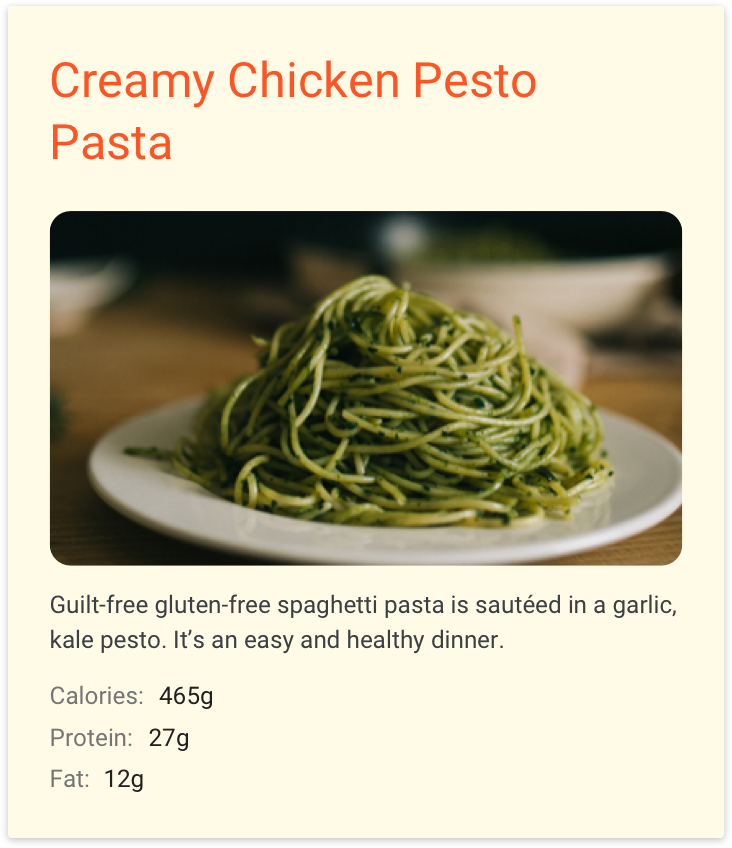 Creamy Chicken Pesto
Pasta
Guilt-free gluten-free spaghetti pasta is sautéed in a garlic,
kale pesto. It’s an easy and healthy dinner.
Calories: 465g
Protein: 27g
Fat: 12g